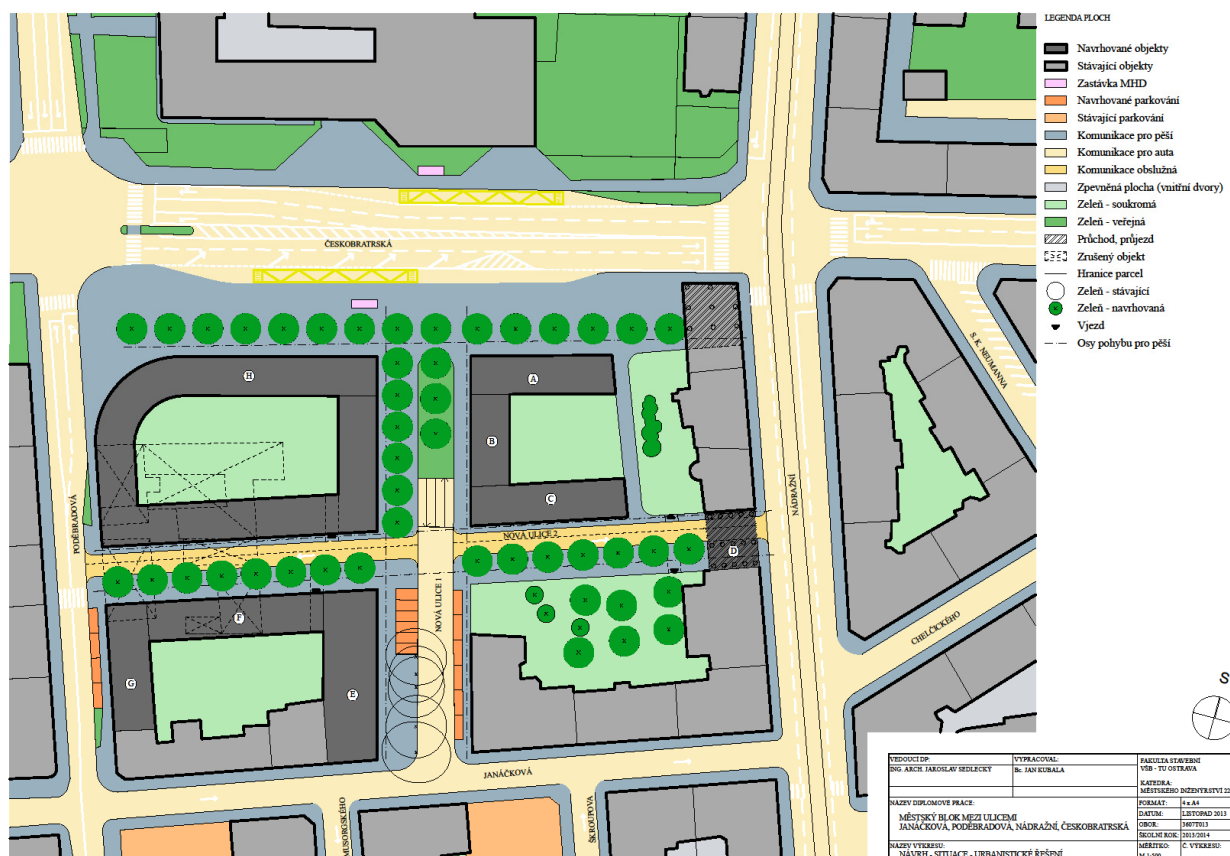 LEGENDA PLOCH
Navrhované objekty
Stávající objekty
Zastávka MHD
Navrhované parkování
Stávající parkování
Komunikace pro pěší
Komunikace pro auta
Komunikace obslužná
Zpevněná plocha (vnitřní dvory)
Zeleň - soukromá
Zeleň - veřejná
Průchod, průjezd
Zrušený objekt
Hranice parcel
Zeleň - stávající
Zeleň - navrhovaná
Vjezd
Osy pohybu pro pěší
ČESKOBRATRSKÁ
S. K. NEUMANNA
H
A
B
C
PODĚBRADOVÁ
NÁDRAŽNÍ
NOVÁ ULICE 2
D
NOVÁ ULICE 1
F
G
E
CHELČICKÉHO
JANÁČKOVÁ
MUSORGSKÉHO
ŠKROUPOVA
S
VEDOUCÍ DP:
ING. ARCH. JAROSLAV SEDLECKÝ
VYPRACOVAL:
Bc. JAN KUBALA
FAKULTA STAVEBNÍ
VŠB - TU OSTRAVA
KATEDRA:
MĚSTSKÉHO INŽENÝRSTVÍ 22
NÁZEV DIPLOMOVÉ PRÁCE:
MĚSTSKÝ BLOK MEZI ULICEMI
JANÁČKOVÁ, PODĚBRADOVÁ, NÁDRAŽNÍ, ČESKOBRATRSKÁ
FORMÁT: 4 x A4
DATUM: LISTOPAD 2013
OBOR: 3607T013
ŠKOLNÍ ROK: 2013/2014
NÁZEV VÝKRESU:
NÁVRH - SITUACE - URBANISTICKÉ ŘEŠENÍ
MĚŘÍTKO: Č. VÝKRESU:
M 1:500